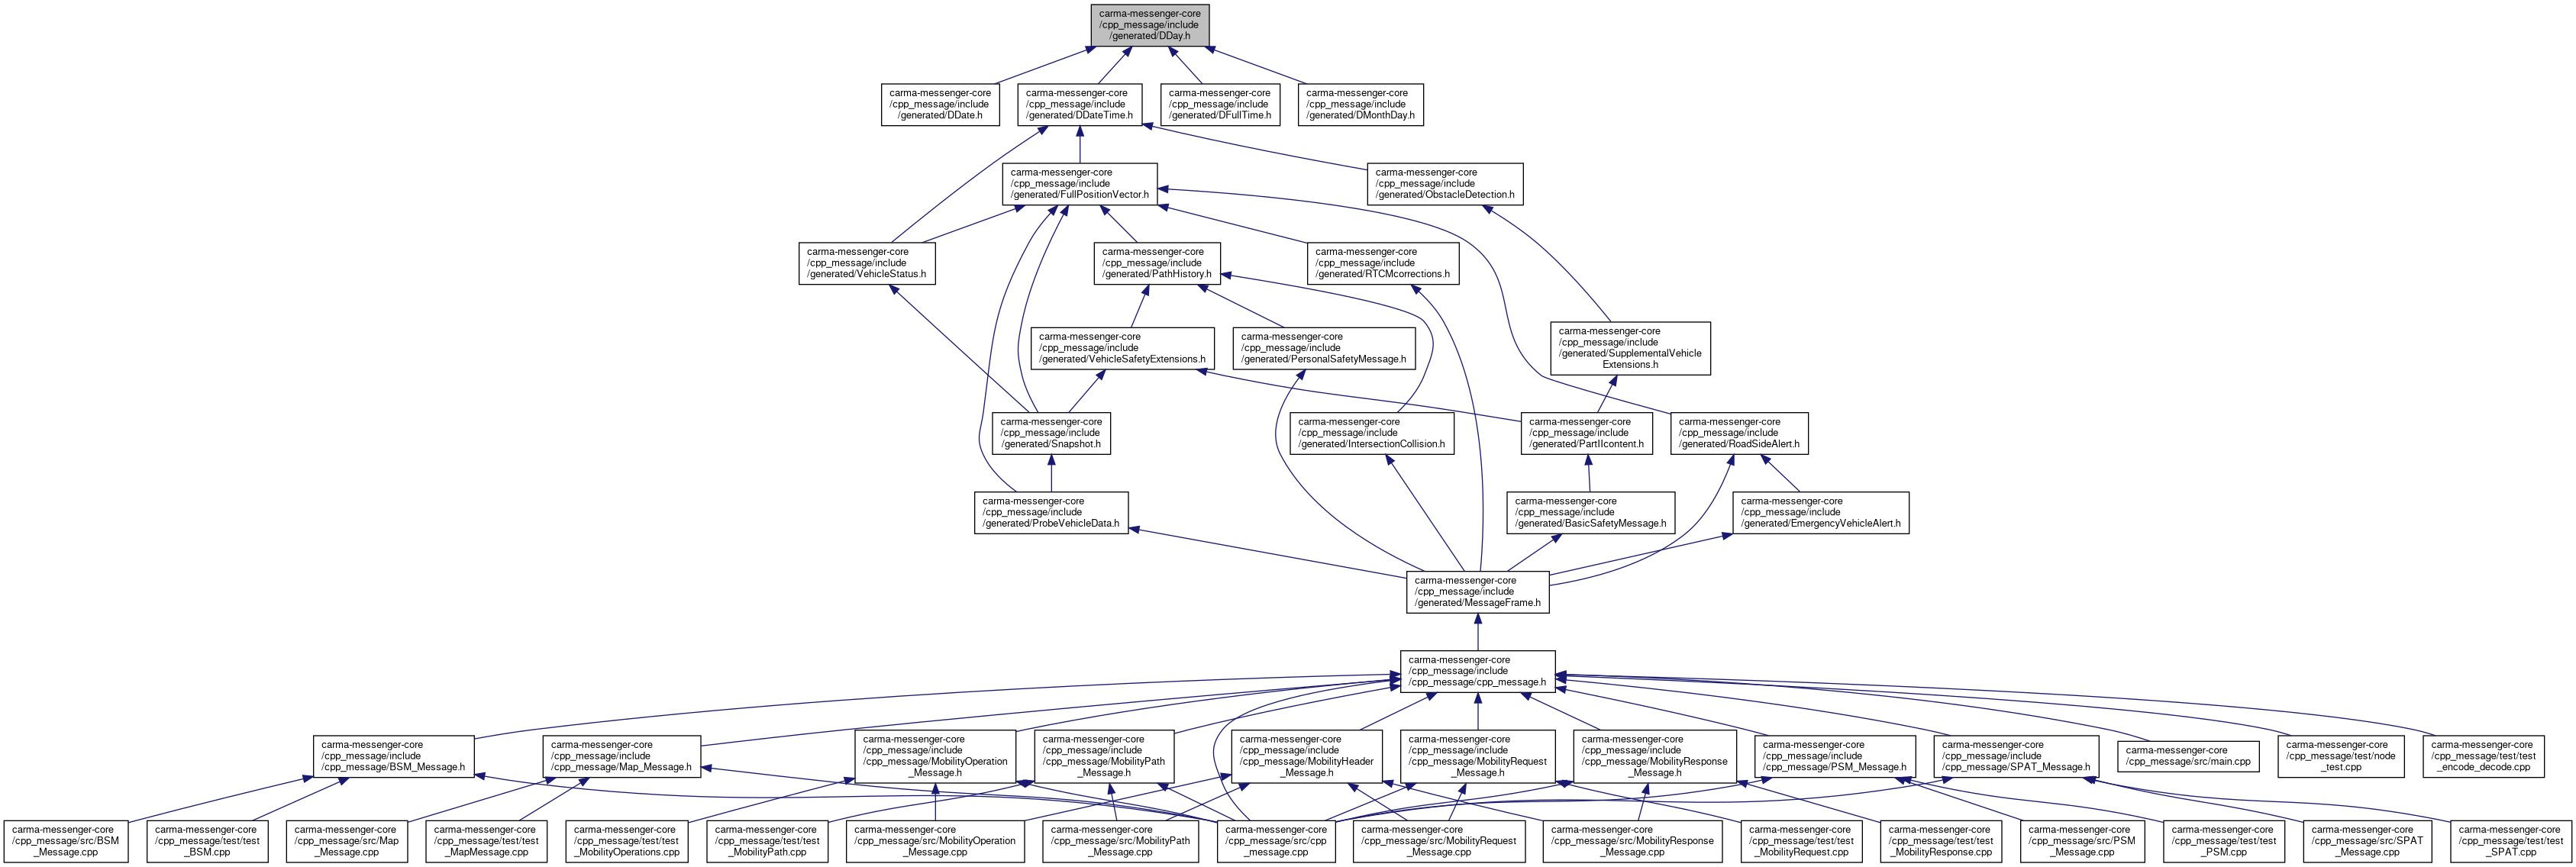 carma-messenger-core
/cpp_message/include
/generated/DDay.h
carma-messenger-core
/cpp_message/include
/generated/DDate.h
carma-messenger-core
/cpp_message/include
/generated/DDateTime.h
carma-messenger-core
/cpp_message/include
/generated/DFullTime.h
carma-messenger-core
/cpp_message/include
/generated/DMonthDay.h
carma-messenger-core
/cpp_message/include
/generated/FullPositionVector.h
carma-messenger-core
/cpp_message/include
/generated/ObstacleDetection.h
carma-messenger-core
/cpp_message/include
/generated/VehicleStatus.h
carma-messenger-core
/cpp_message/include
/generated/PathHistory.h
carma-messenger-core
/cpp_message/include
/generated/RTCMcorrections.h
carma-messenger-core
/cpp_message/include
/generated/VehicleSafetyExtensions.h
carma-messenger-core
/cpp_message/include
/generated/PersonalSafetyMessage.h
carma-messenger-core
/cpp_message/include
/generated/SupplementalVehicle
Extensions.h
carma-messenger-core
/cpp_message/include
/generated/Snapshot.h
carma-messenger-core
/cpp_message/include
/generated/IntersectionCollision.h
carma-messenger-core
/cpp_message/include
/generated/PartIIcontent.h
carma-messenger-core
/cpp_message/include
/generated/RoadSideAlert.h
carma-messenger-core
/cpp_message/include
/generated/ProbeVehicleData.h
carma-messenger-core
/cpp_message/include
/generated/BasicSafetyMessage.h
carma-messenger-core
/cpp_message/include
/generated/EmergencyVehicleAlert.h
carma-messenger-core
/cpp_message/include
/generated/MessageFrame.h
carma-messenger-core
/cpp_message/include
/cpp_message/cpp_message.h
carma-messenger-core
/cpp_message/include
/cpp_message/BSM_Message.h
carma-messenger-core
/cpp_message/include
/cpp_message/Map_Message.h
carma-messenger-core
/cpp_message/include
/cpp_message/MobilityOperation
_Message.h
carma-messenger-core
/cpp_message/include
/cpp_message/MobilityPath
_Message.h
carma-messenger-core
/cpp_message/include
/cpp_message/MobilityHeader
_Message.h
carma-messenger-core
/cpp_message/include
/cpp_message/MobilityRequest
_Message.h
carma-messenger-core
/cpp_message/include
/cpp_message/MobilityResponse
_Message.h
carma-messenger-core
/cpp_message/include
/cpp_message/PSM_Message.h
carma-messenger-core
/cpp_message/include
/cpp_message/SPAT_Message.h
carma-messenger-core
/cpp_message/src/main.cpp
carma-messenger-core
/cpp_message/test/node
_test.cpp
carma-messenger-core
/cpp_message/test/test
_encode_decode.cpp
carma-messenger-core
/cpp_message/src/BSM
_Message.cpp
carma-messenger-core
/cpp_message/test/test
_BSM.cpp
carma-messenger-core
/cpp_message/src/Map
_Message.cpp
carma-messenger-core
/cpp_message/test/test
_MapMessage.cpp
carma-messenger-core
/cpp_message/test/test
_MobilityOperations.cpp
carma-messenger-core
/cpp_message/test/test
_MobilityPath.cpp
carma-messenger-core
/cpp_message/src/MobilityOperation
_Message.cpp
carma-messenger-core
/cpp_message/src/MobilityPath
_Message.cpp
carma-messenger-core
/cpp_message/src/cpp
_message.cpp
carma-messenger-core
/cpp_message/src/MobilityRequest
_Message.cpp
carma-messenger-core
/cpp_message/src/MobilityResponse
_Message.cpp
carma-messenger-core
/cpp_message/test/test
_MobilityRequest.cpp
carma-messenger-core
/cpp_message/test/test
_MobilityResponse.cpp
carma-messenger-core
/cpp_message/src/PSM
_Message.cpp
carma-messenger-core
/cpp_message/test/test
_PSM.cpp
carma-messenger-core
/cpp_message/src/SPAT
_Message.cpp
carma-messenger-core
/cpp_message/test/test
_SPAT.cpp